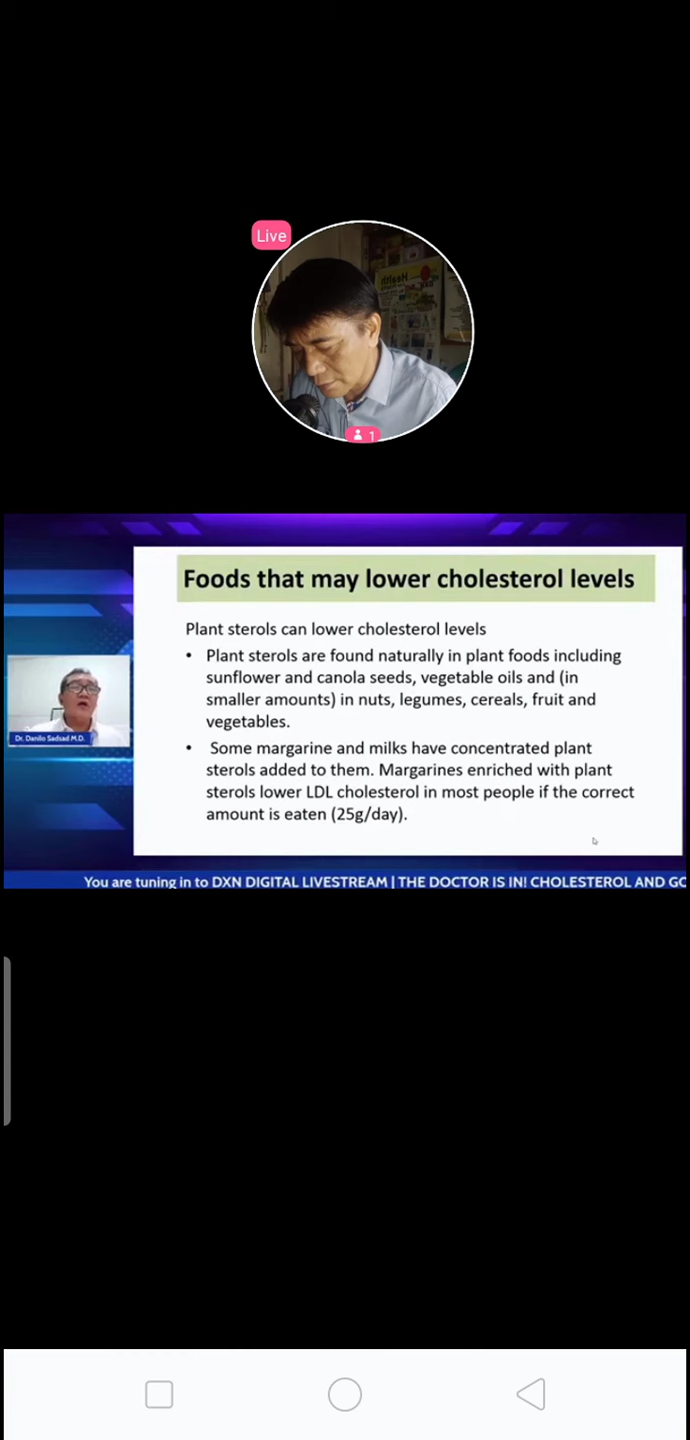 Live
1
Foods that may lower cholesterol levels
Plant sterols can lower cholesterol levels
• Plant sterols are found naturally in plant foods including
sunflower and canola seeds, vegetable oils and (in
smaller amounts) in nuts, legumes, cereals, fruit and
vegetables.
• Some margarine and milks have concentrated plant
sterols added to them. Margarines enriched with plant
sterols lower LDL cholesterol in most people if the correct
amount is eaten (25g/day).
Dr. Danilo Sadsad M.D.
You are tuning in to DXN DIGITAL LIVESTREAM | THE DOCTOR IS IN! CHOLESTEROL AND GO